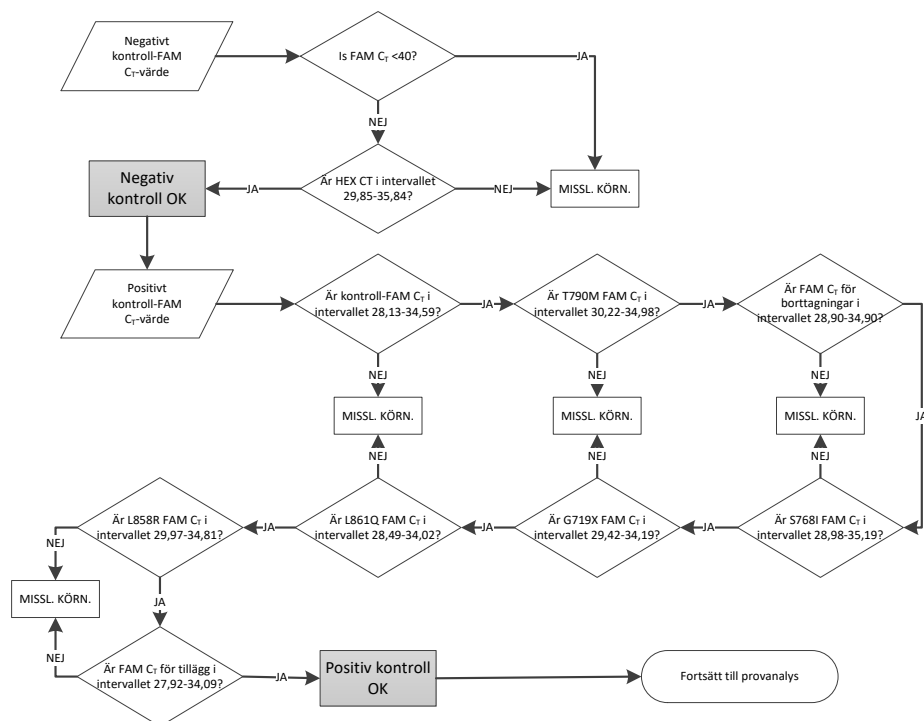 Negativt
kontroll-FAM
CT-värde
Is FAM CT <40?
JA
NEJ
Är HEX CT i intervallet
29,85-35,84?
JA
NEJ
Negativ
kontroll OK
MISSL. KÖRN.
Positivt
kontroll-FAM
CT-värde
Är kontroll-FAM CT i
intervallet 28,13-34,59?
JA
Är T790M FAM CT i
intervallet 30,22-34,98?
JA
Är FAM CT för
borttagningar i
intervallet 28,90-34,90?
NEJ
NEJ
NEJ
MISSL. KÖRN.
MISSL. KÖRN.
MISSL. KÖRN.
JA
NEJ
NEJ
NEJ
Är L858R FAM CT i
intervallet 29,97-34,81?
JA
Är L861Q FAM CT i
intervallet 28,49-34,02?
JA
Är G719X FAM CT i
intervallet 29,42-34,19?
JA
Är S768I FAM CT i
intervallet 28,98-35,19?
NEJ
MISSL. KÖRN.
JA
NEJ
Är FAM CT för tillägg i
intervallet 27,92-34,09?
JA
Positiv kontroll
OK
Fortsätt till provanalys